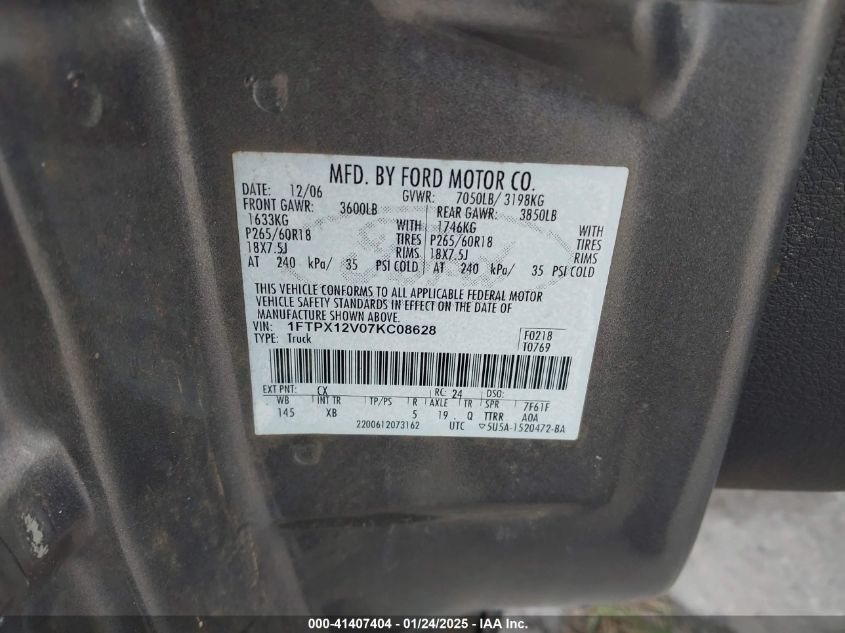 MFD. BY FORD MOTOR CO.
DATE: 12/06 GVWR: 7050LB/ 3198KG
FRONT GAWR: 3600LB REAR GAWR: 3850LB
1633KG WITH 1746KG WITH
P265/60R18 TIRES P265/60R18 TIRES
18X7.5J RIMS 18X7.5J RIMS
AT 240 kPa/ 35 PSI COLD AT 240 kPa/ 35 PSI COLD
THIS VEHICLE CONFORMS TO ALL APPLICABLE FEDERAL MOTOR
VEHICLE SAFETY STANDARDS IN EFFECT ON THE DATE OF
MANUFACTURE SHOWN ABOVE.
VIN: 1FTPX12V07KC08628 F0218
TYPE: Truck T0769
EXT PNT: CX RC: 24 DSO:
WB INT TR TP/PS R AXLE TR SPR 7F61F
145 XB 5 19 Q TTRR A0A
2200612073162 UTC ▽5U5A-1520472-BA
000-41407404 - 01/24/2025 - IAA Inc.